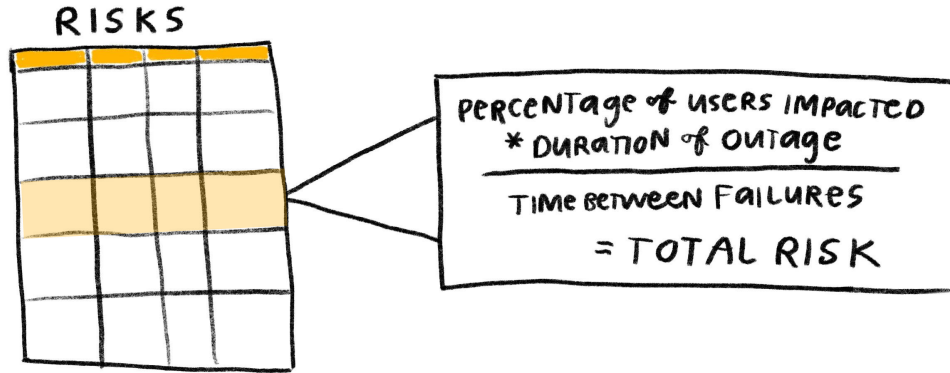 RISKS
PERCENTAGE of USERS IMPACTED
* DURATION of OUTAGE
TIME BETWEEN FAILURES
= TOTAL RISK